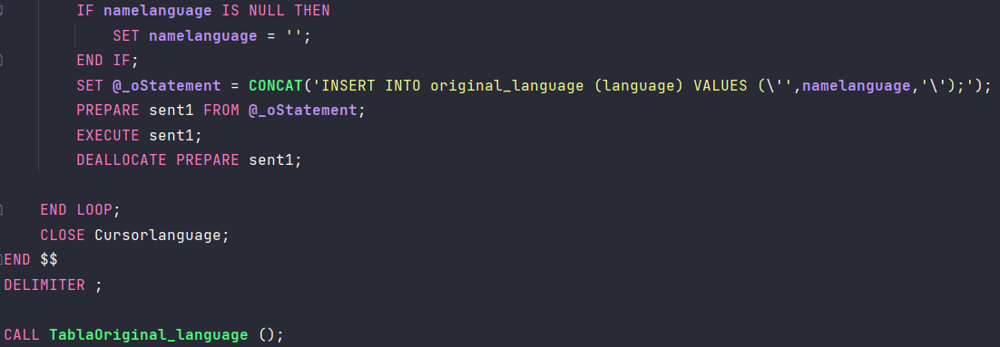 IF namelanguage IS NULL THEN
SET namelanguage = '';
END IF;
SET @_oStatement = CONCAT('INSERT INTO original_language (language) VALUES (\'',namelanguage,'\');');
PREPARE sent1 FROM @_oStatement;
EXECUTE sent1;
DEALLOCATE PREPARE sent1;
END LOOP;
CLOSE Cursorlanguage;
END $$
DELIMITER ;
CALL TablaOriginal_language ();